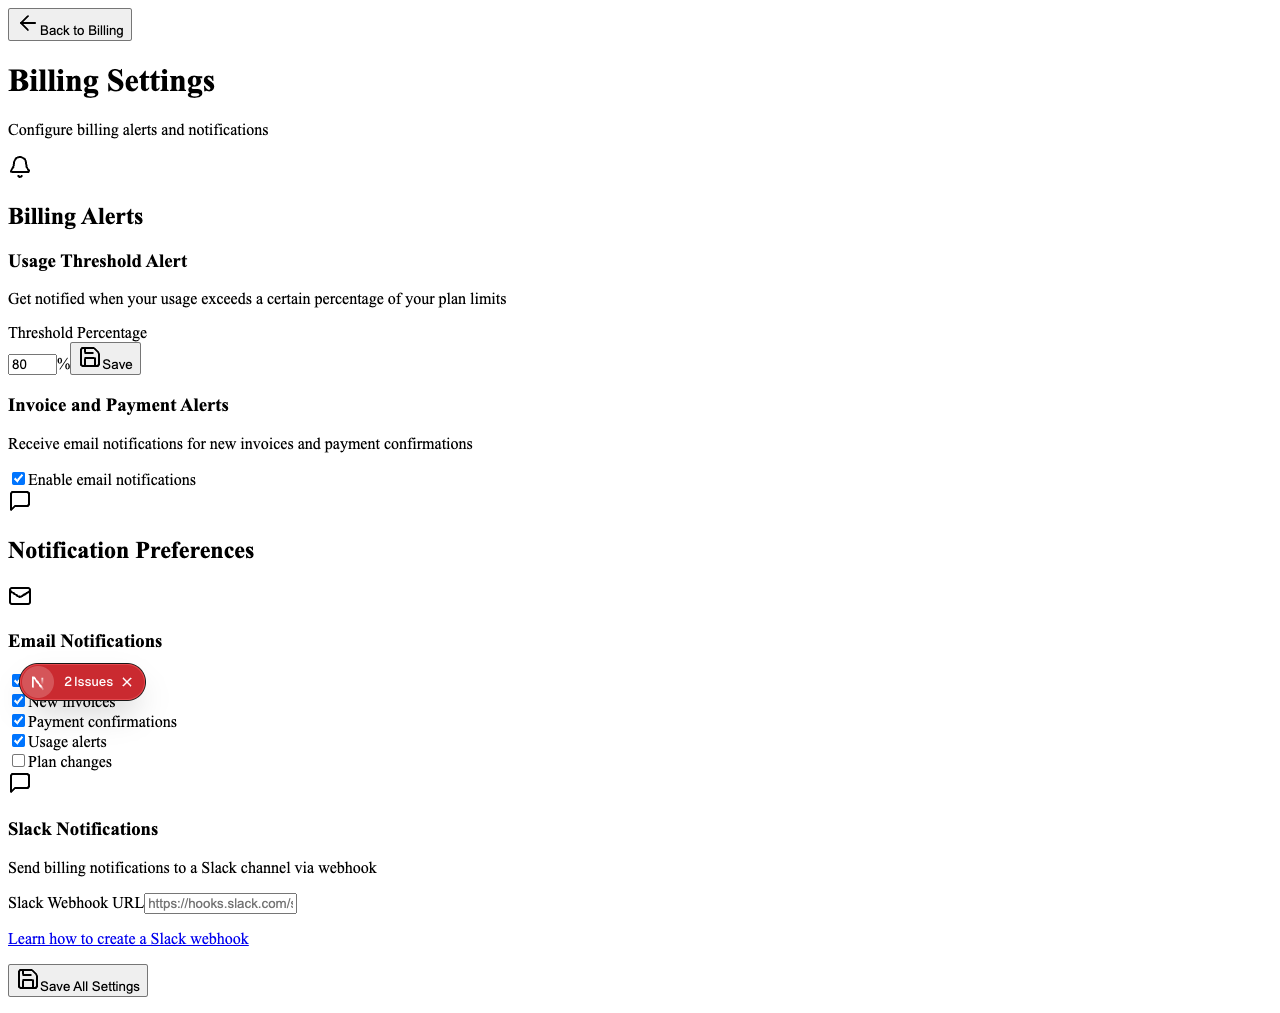 Back to Billing
Billing Settings
Configure billing alerts and notifications
Billing Alerts
Usage Threshold Alert
Get notified when your usage exceeds a certain percentage of your plan limits
Threshold Percentage
80 % Save
Invoice and Payment Alerts
Receive email notifications for new invoices and payment confirmations
Enable email notifications
Notification Preferences
Email Notifications
2 Issues
New invoices
Payment confirmations
Usage alerts
Plan changes
Slack Notifications
Send billing notifications to a Slack channel via webhook
Slack Webhook URL https://hooks.slack.com/
Learn how to create a Slack webhook
Save All Settings